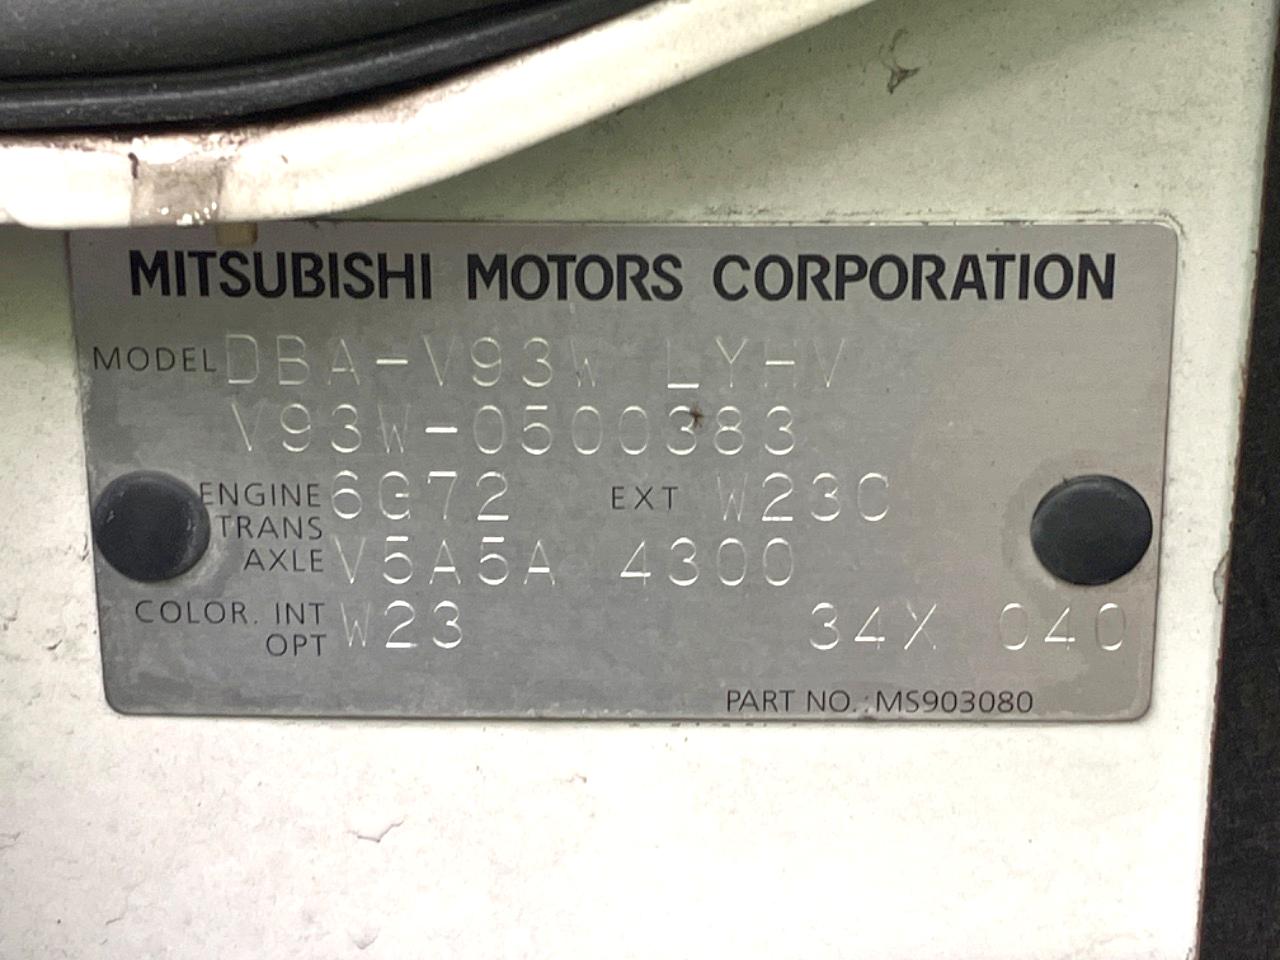 MITSUBISHI MOTORS CORPORATION
MODEL DBA-V93W LYHV
V93W-0500383
ENGINE 6G72 EXT W23C
TRANS
AXLE V5A5A 4300
COLOR. INT W23 34X 040
OPT
PART NO.:MS903080